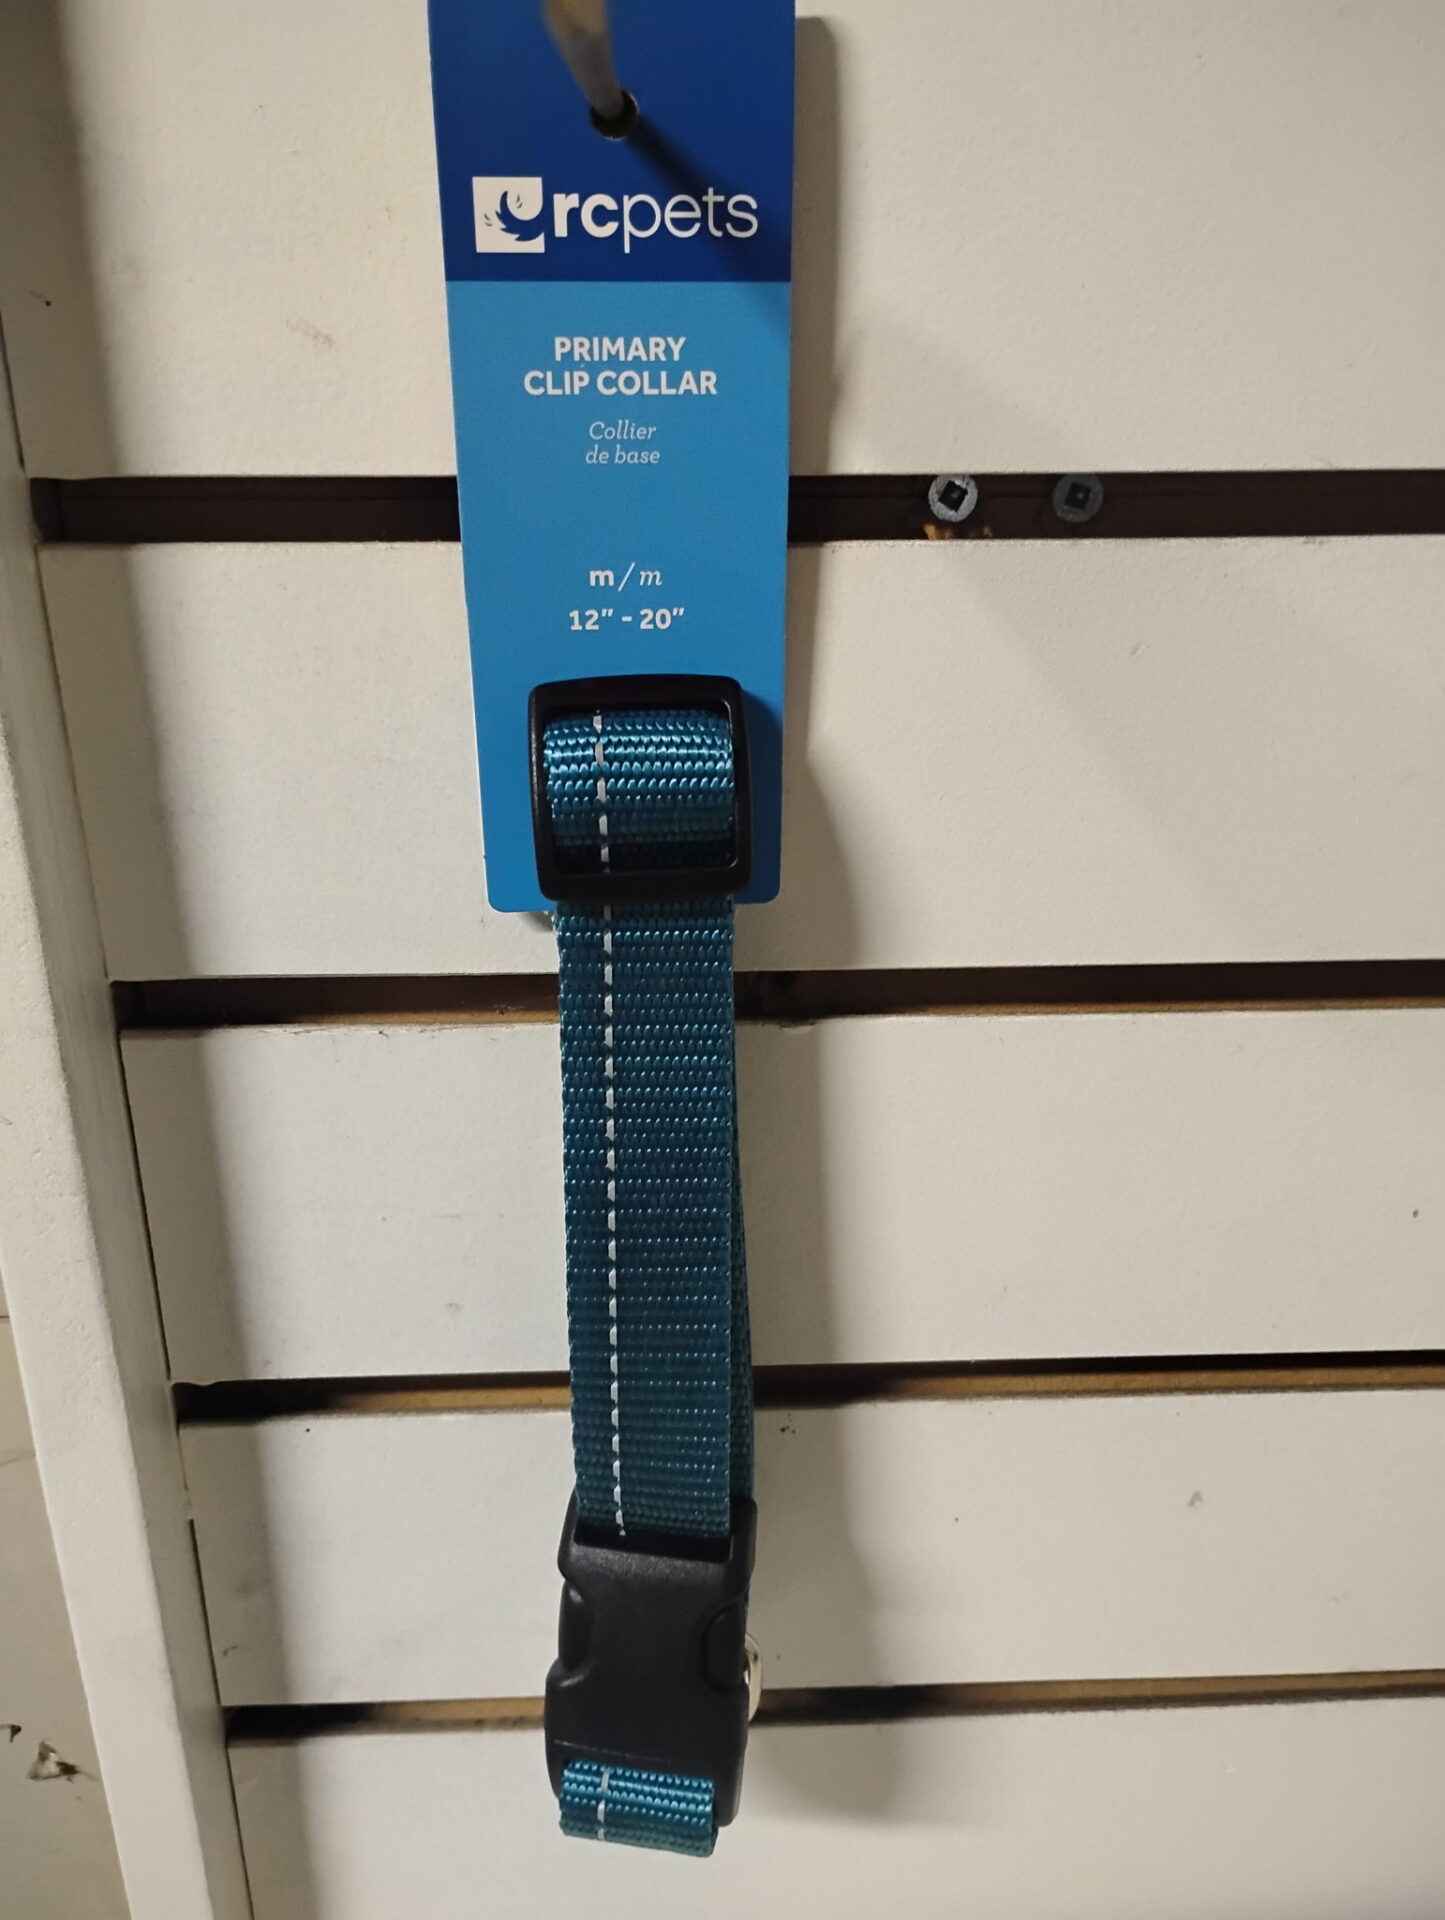 rcpets
PRIMARY
CLIP COLLAR
Collier
de base
m / m
12" - 20"